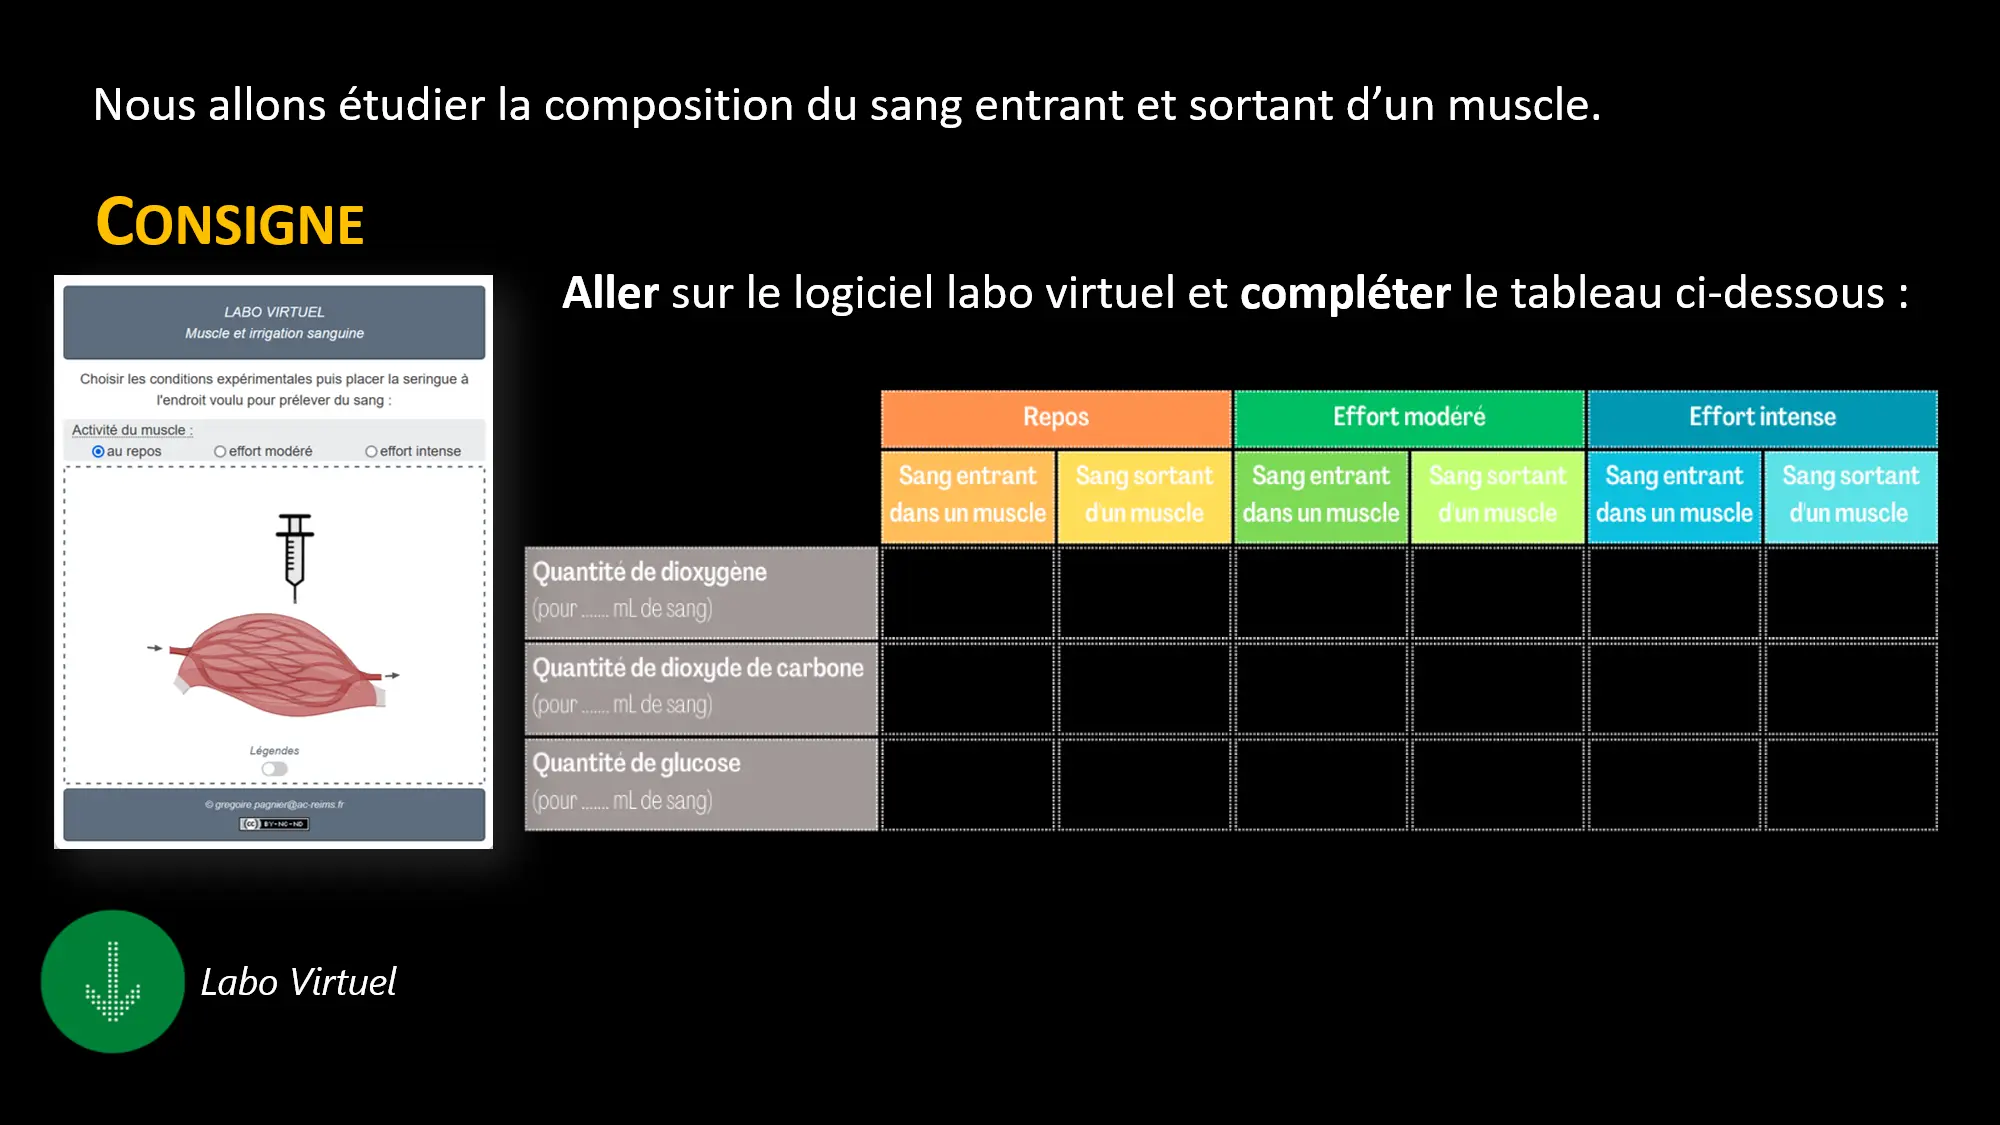 Nous allons étudier la composition du sang entrant et sortant d’un muscle.
CONSIGNE
Aller sur le logiciel labo virtuel et compléter le tableau ci-dessous :
LABO VIRTUEL
Muscle et irrigation sanguine
Choisir les conditions expérimentales puis placer la seringue à
l'endroit voulu pour prélever du sang :
Activité du muscle :
au repos effort modéré effort intense
Légendes
© gregoire.pagnier@ac-reims.fr
cc BY-NC-ND
Repos Effort modéré Effort intense
Sang entrant dans un muscle Sang sortant d'un muscle Sang entrant dans un muscle Sang sortant d'un muscle Sang entrant dans un muscle Sang sortant d'un muscle
Quantité de dioxygène
(pour ....... mL de sang)
Quantité de dioxyde de carbone
(pour ....... mL de sang)
Quantité de glucose
(pour ....... mL de sang)
Labo Virtuel